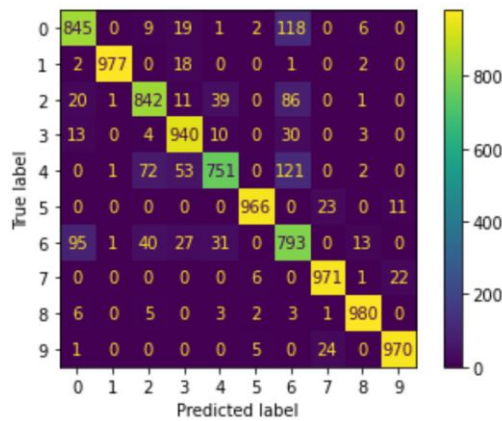 0 845 0 9 19 1 2 118 0 6 0
1 2 977 0 18 0 0 1 0 2 0
2 20 1 842 11 39 0 86 0 1 0
3 13 0 4 940 10 0 30 0 3 0
4 0 1 72 53 751 0 121 0 2 0
5 0 0 0 0 0 966 0 23 0 11
6 95 1 40 27 31 0 793 0 13 0
7 0 0 0 0 0 6 0 971 1 22
8 6 0 5 0 3 2 3 1 980 0
9 1 0 0 0 0 5 0 24 0 970
0 1 2 3 4 5 6 7 8 9
Predicted label
True label
800
600
400
200
0